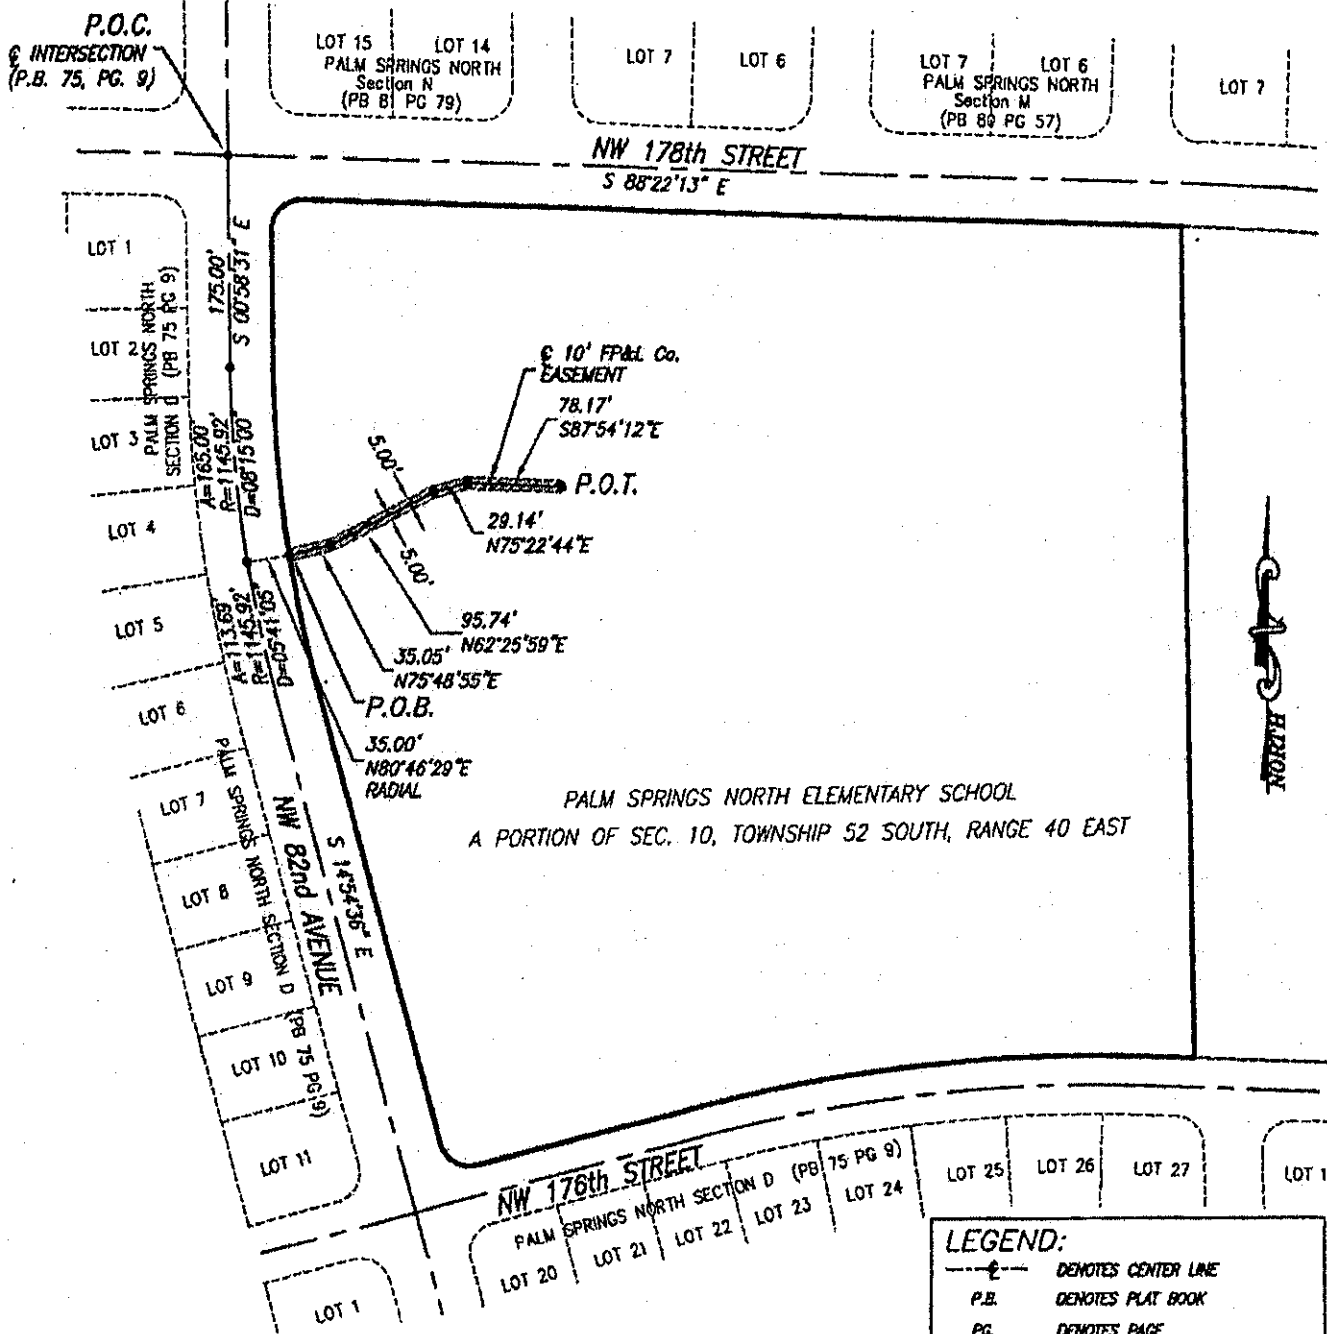 P.O.C.
℄ INTERSECTION
(P.B. 75, PG. 9)
LOT 15
LOT 14
PALM SPRINGS NORTH
Section N
(PB 81 PG 79)
LOT 7
LOT 6
LOT 7
LOT 6
PALM SPRINGS NORTH
Section M
(PB 80 PG 57)
LOT 7
NW 178th STREET
S 88°22'13" E
LOT 1
LOT 2
LOT 3
LOT 4
LOT 5
LOT 6
LOT 7
LOT 8
LOT 9
LOT 10
LOT 11
PALM SPRINGS NORTH
SECTION D (PB 75 PG 9)
175.00'
S 00°58'31" E
A=165.00'
R=1145.92'
D=08°15'00"
A=113.69'
R=1145.92'
D=05°41'05"
℄ 10' FP&L Co.
EASEMENT
78.17'
S87°54'12"E
P.O.T.
5.00'
5.00'
29.14'
N75°22'44"E
95.74'
N62°25'59"E
35.05'
N75°48'55"E
P.O.B.
35.00'
N80°46'29"E
RADIAL
NORTH
PALM SPRINGS NORTH ELEMENTARY SCHOOL
A PORTION OF SEC. 10, TOWNSHIP 52 SOUTH, RANGE 40 EAST
PALM SPRINGS NORTH SECTION D (PB 75 PG 9)
NW 82nd AVENUE
S 14°54'36" E
NW 176th STREET
PALM SPRINGS NORTH SECTION D (PB 75 PG 9)
LOT 20
LOT 21
LOT 22
LOT 23
LOT 24
LOT 25
LOT 26
LOT 27
LOT 1
LOT 1
LEGEND:
℄ DENOTES CENTER LINE
P.B. DENOTES PLAT BOOK
PG. DENOTES PAGE